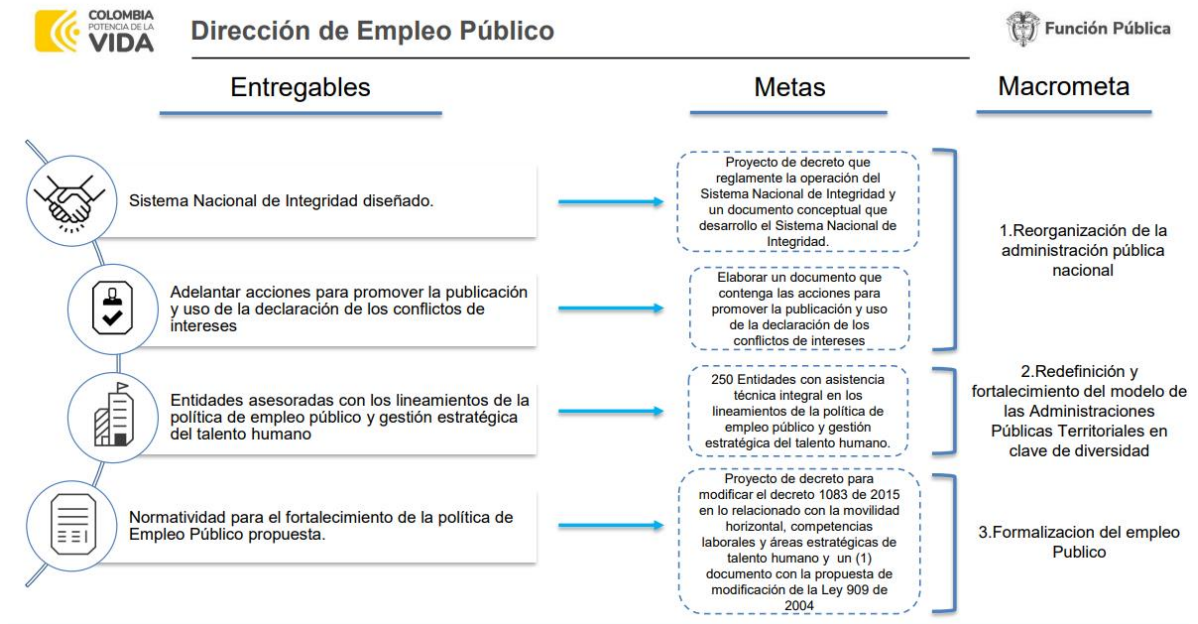 COLOMBIA
POTENCIA DE LA
VIDA
Dirección de Empleo Público
Función Pública
Entregables
Metas
Macrometa
Sistema Nacional de Integridad diseñado.
Proyecto de decreto que
reglamente la operación del
Sistema Nacional de Integridad y
un documento conceptual que
desarrollo el Sistema Nacional de
Integridad.
Adelantar acciones para promover la publicación
y uso de la declaración de los conflictos de
intereses
Elaborar un documento que
contenga las acciones para
promover la publicación y uso
de la declaración de los
conflictos de intereses
1.Reorganización de la
administración pública
nacional
Entidades asesoradas con los lineamientos de la
política de empleo público y gestión estratégica
del talento humano
250 Entidades con asistencia
técnica integral en los
lineamientos de la política de
empleo público y gestión
estratégica del talento humano.
2.Redefinición y
fortalecimiento del modelo de
las Administraciones
Públicas Territoriales en
clave de diversidad
Normatividad para el fortalecimiento de la política de
Empleo Público propuesta.
Proyecto de decreto para
modificar el decreto 1083 de 2015
en lo relacionado con la movilidad
horizontal, competencias
laborales y áreas estratégicas de
talento humano y un (1)
documento con la propuesta de
modificación de la Ley 909 de
2004
3.Formalizacion del empleo
Publico